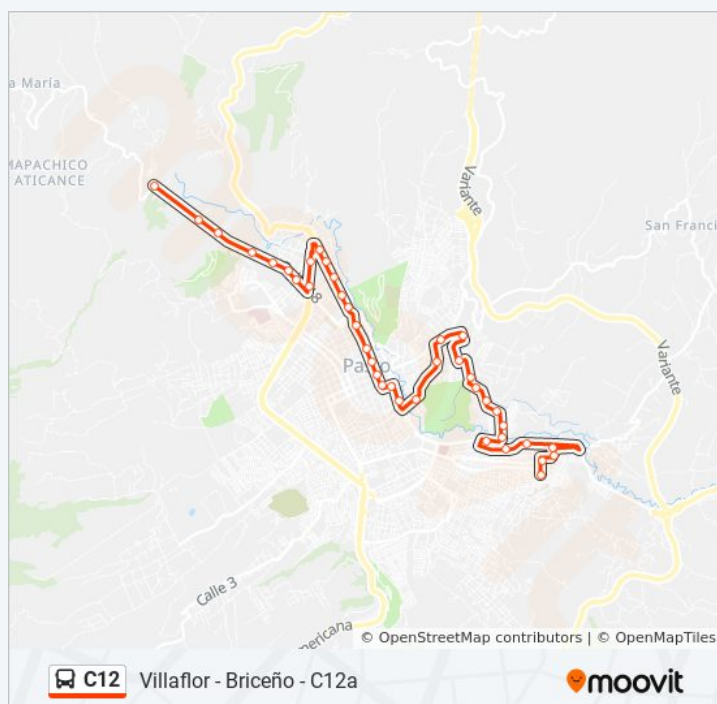 a María
MAPACHICO
ATICANCE
Variante
San Franci
8
Pasto
Variante
Calle 3
mericana
© OpenStreetMap contributors | © OpenMapTiles
C12 Villaflor - Briceño - C12a
moovit